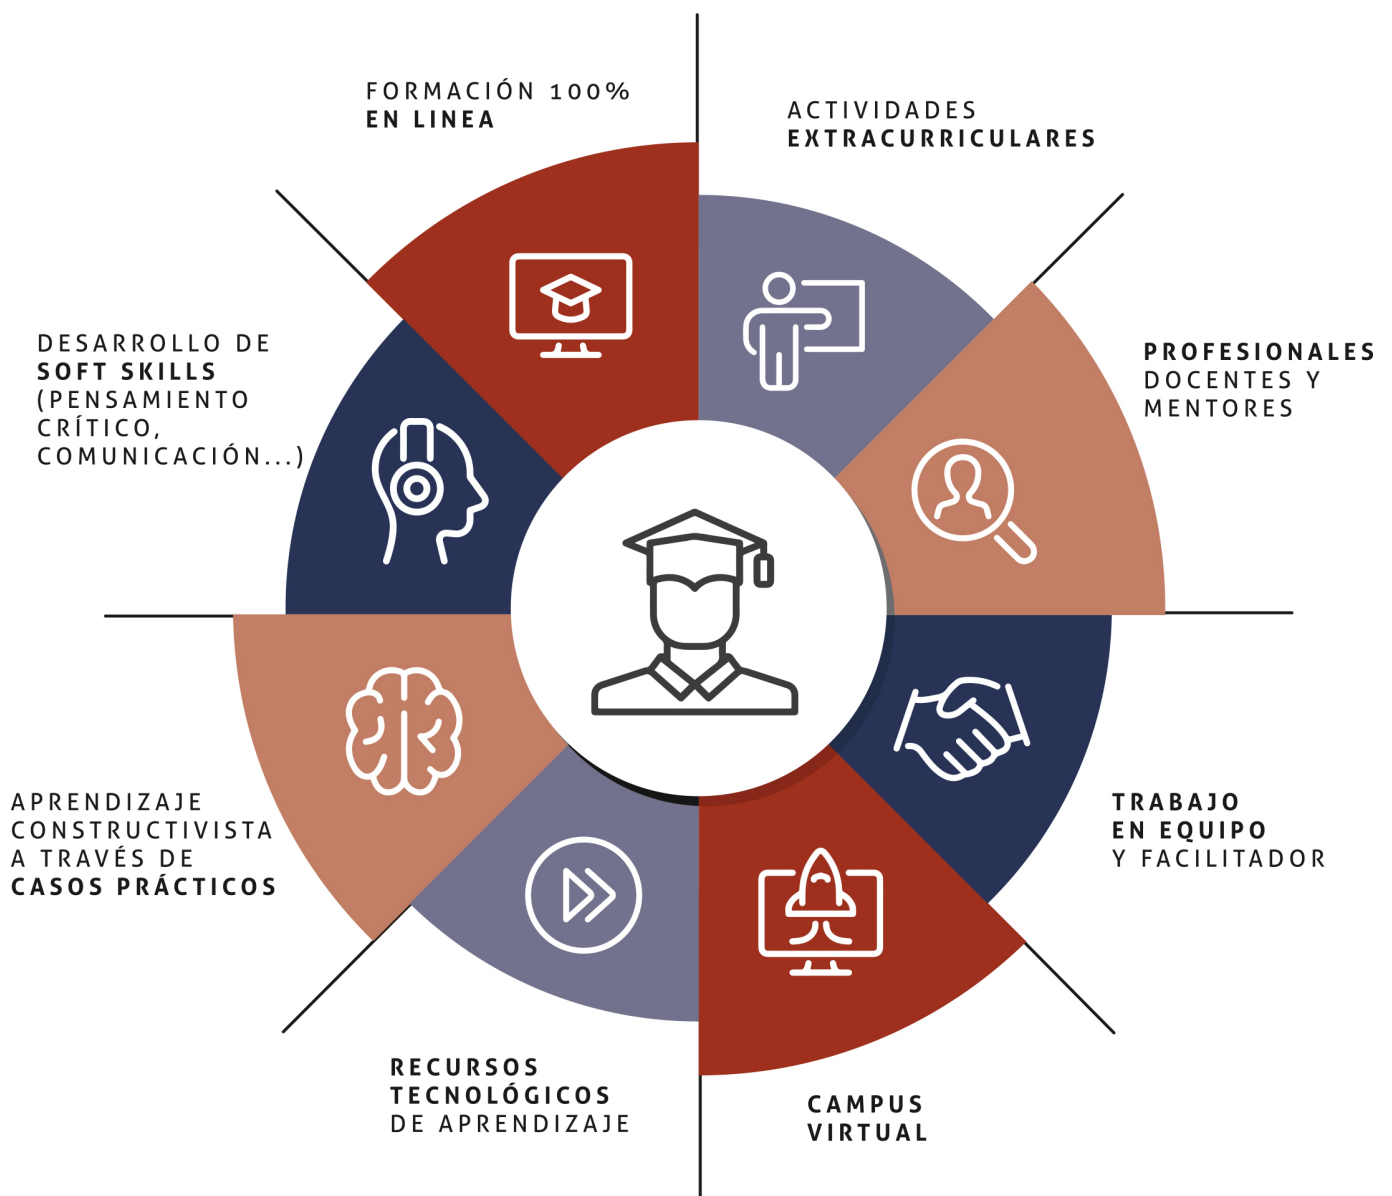 FORMACIÓN 100%
EN LINEA
ACTIVIDADES
EXTRACURRICULARES
PROFESIONALES
DOCENTES Y
MENTORES
TRABAJO
EN EQUIPO
Y FACILITADOR
CAMPUS
VIRTUAL
RECURSOS
TECNOLÓGICOS
DE APRENDIZAJE
APRENDIZAJE
CONSTRUCTIVISTA
A TRAVÉS DE
CASOS PRÁCTICOS
DESARROLLO DE
SOFT SKILLS
(PENSAMIENTO
CRÍTICO,
COMUNICACIÓN...)